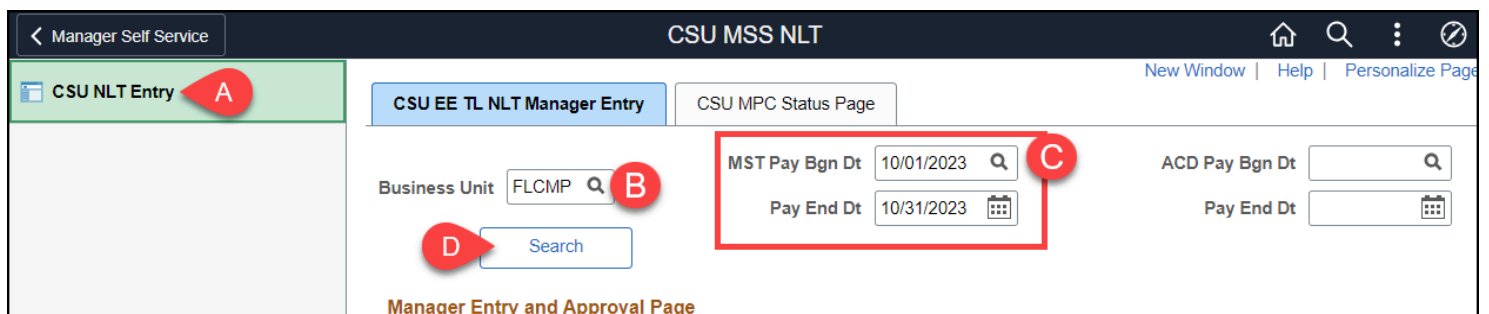 Manager Self Service
CSU MSS NLT
New Window | Help | Personalize Page
CSU NLT Entry
A
CSU EE TL NLT Manager Entry
CSU MPC Status Page
MST Pay Bgn Dt 10/01/2023
C
ACD Pay Bgn Dt
Business Unit FLCMP
B
Pay End Dt 10/31/2023
Pay End Dt
D
Search
Manager Entry and Approval Page